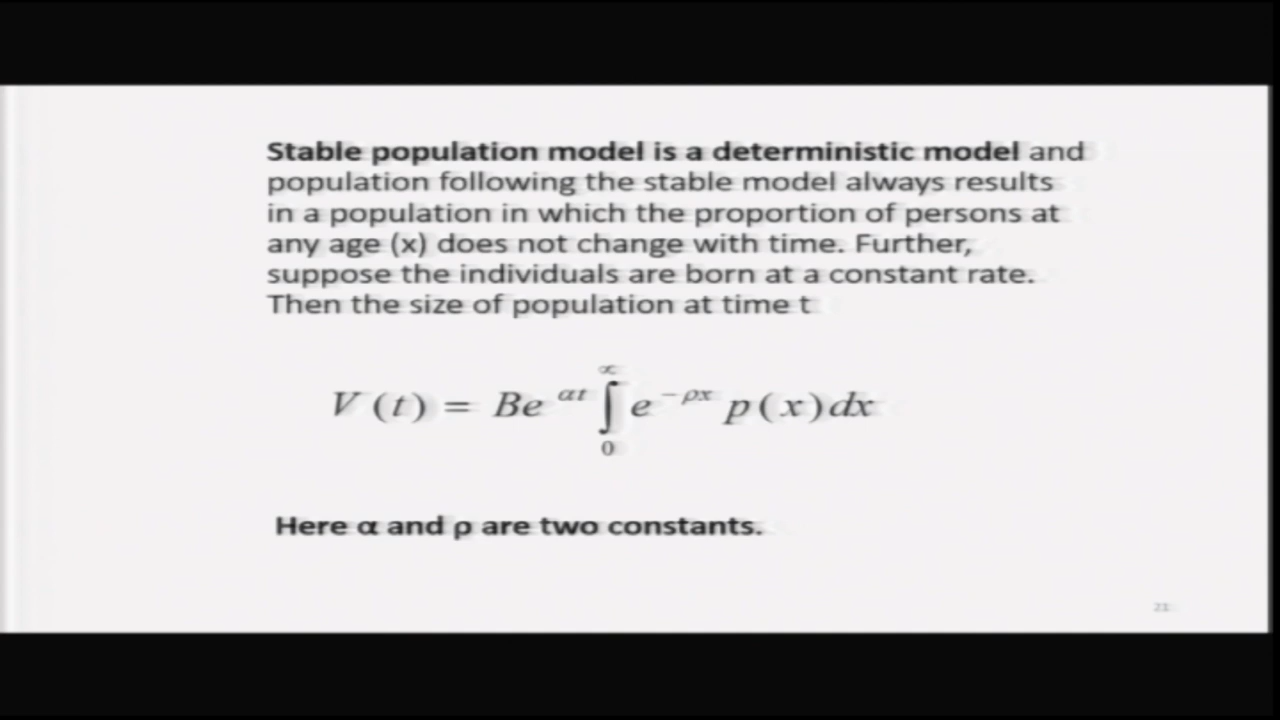 Stable population model is a deterministic model and
population following the stable model always results
in a population in which the proportion of persons at
any age (x) does not change with time. Further,
suppose the individuals are born at a constant rate.
Then the size of population at time t
V(t) = Be^{αt} ∫_0^∞ e^{-ρx} p(x)dx
Here α and ρ are two constants.
21